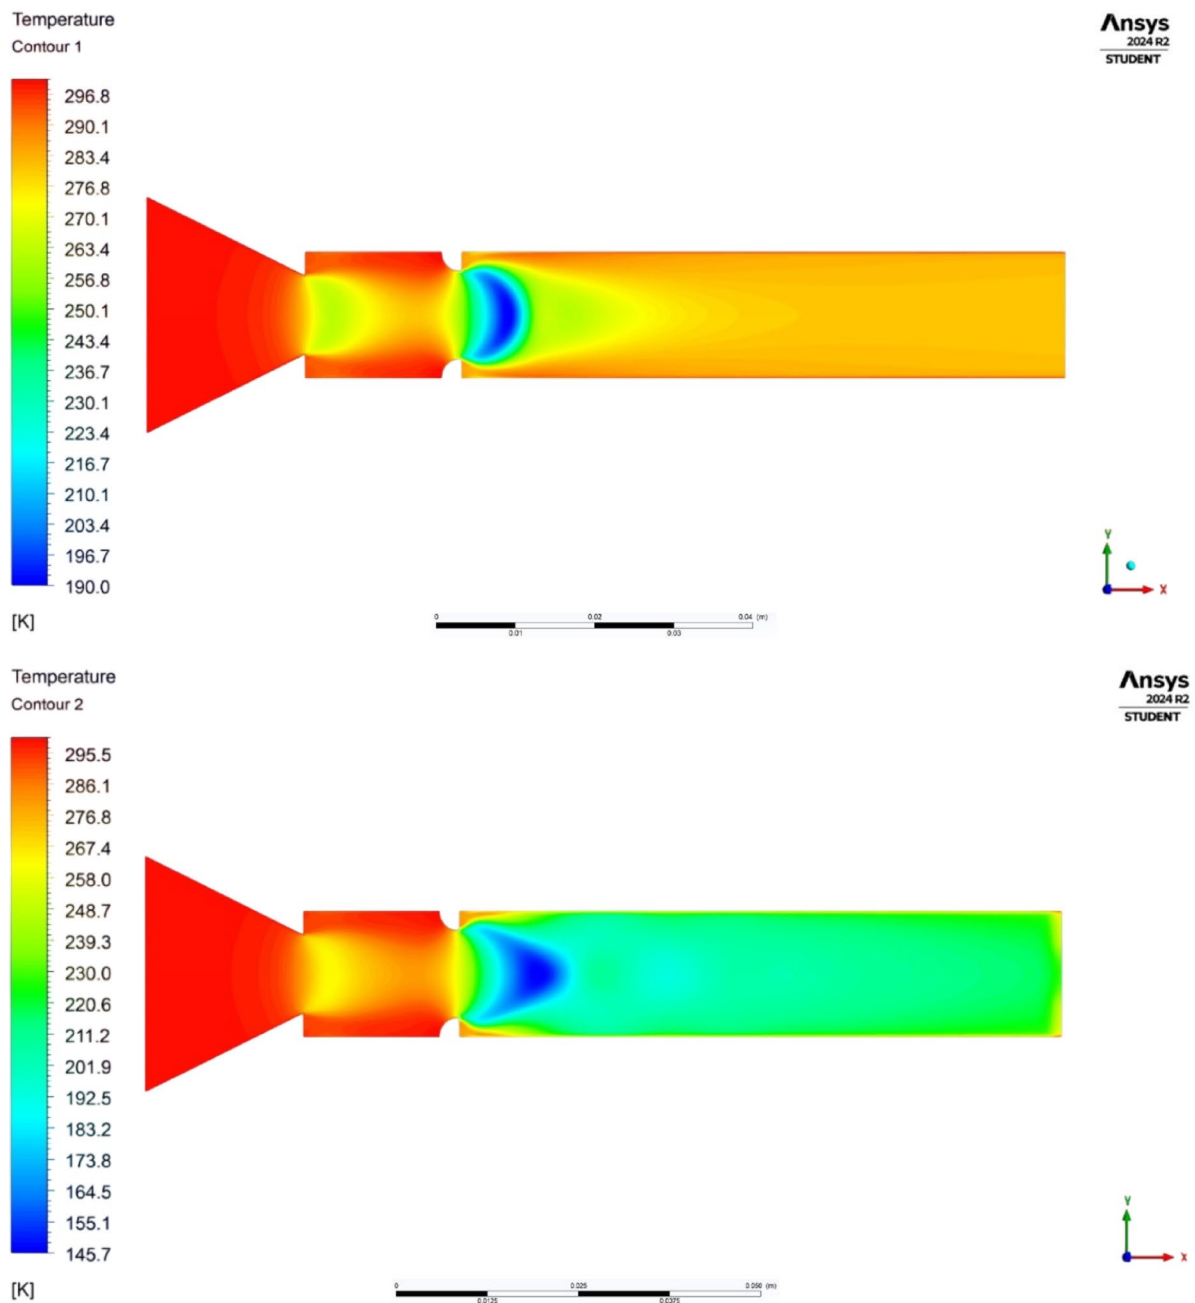 Temperature
Contour 1
Ansys
2024 R2
STUDENT
296.8
290.1
283.4
276.8
270.1
263.4
256.8
250.1
243.4
236.7
230.1
223.4
216.7
210.1
203.4
196.7
190.0
[K]
Y
X
0 0.02 0.04 (m)
0.01 0.03
Temperature
Contour 2
Ansys
2024 R2
STUDENT
295.5
286.1
276.8
267.4
258.0
248.7
239.3
230.0
220.6
211.2
201.9
192.5
183.2
173.8
164.5
155.1
145.7
[K]
Y
X
0 0.025 0.050 (m)
0.0125 0.0375